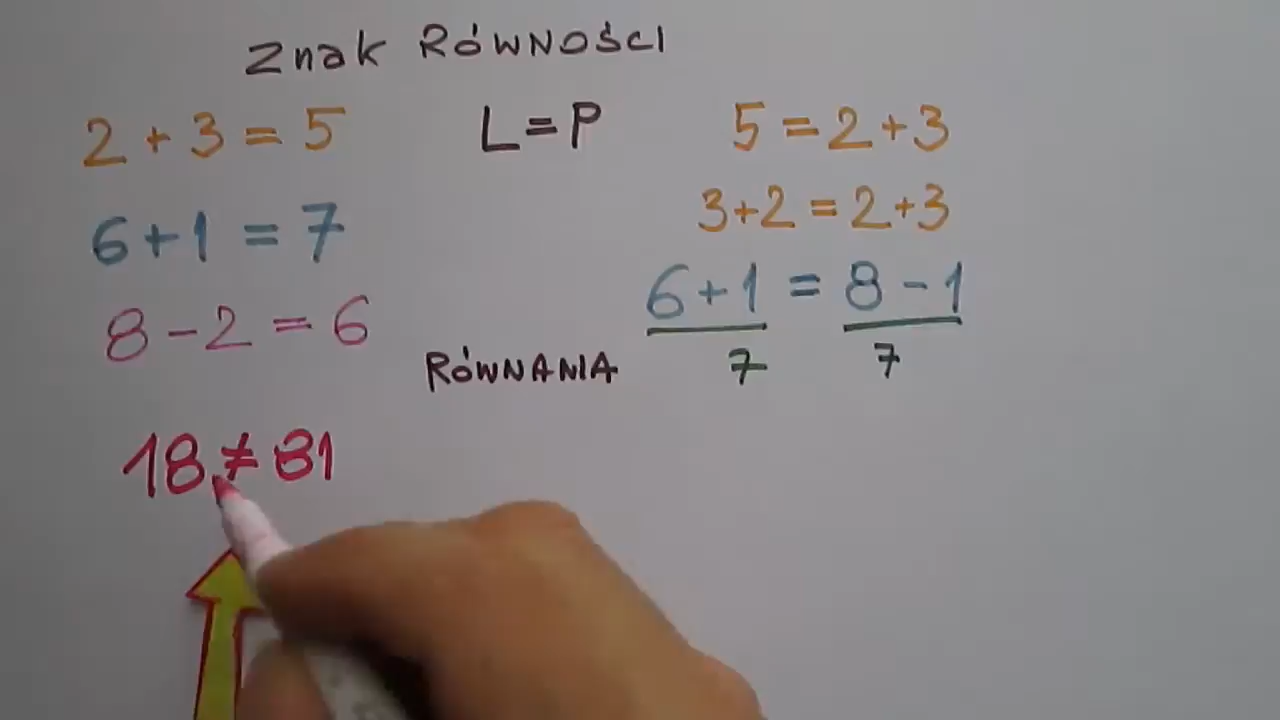 Znak RÓWNOŚCI
2 + 3 = 5
L = P
5 = 2 + 3
6 + 1 = 7
3 + 2 = 2 + 3
8 - 2 = 6
6 + 1 = 8 - 1
7 7
RÓWNANIA
18 ≠ 81